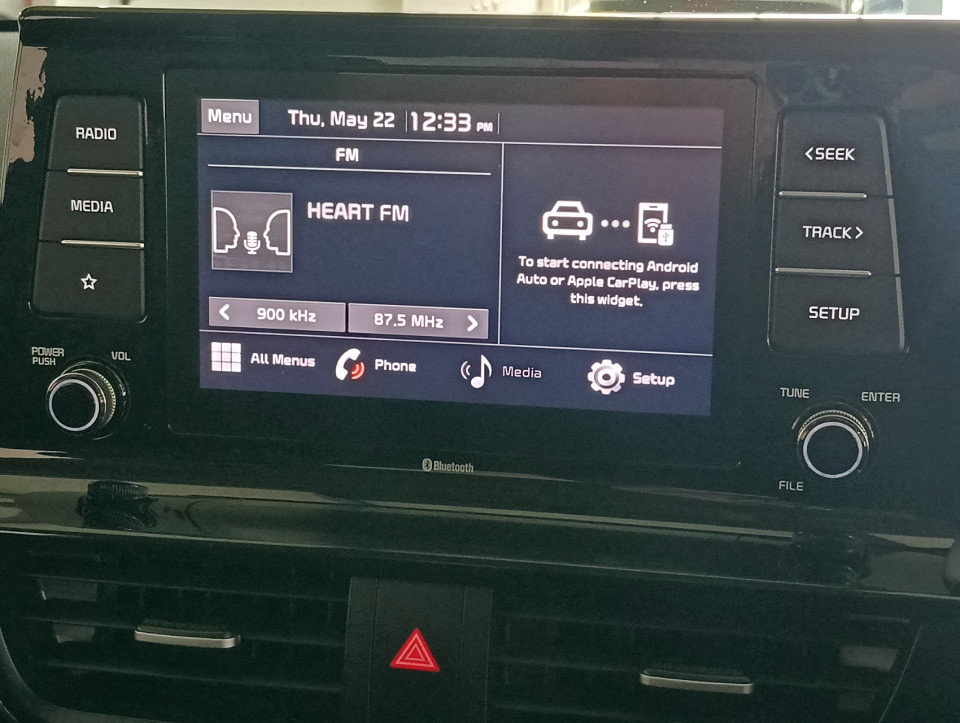 RADIO
MEDIA
POWER
PUSH
VOL
Menu
Thu, May 22
12:33 PM
FM
HEART FM
900 kHz
87.5 MHz
To start connecting Android
Auto or Apple CarPlay, press
this widget.
All Menus
Phone
Media
Setup
<SEEK
TRACK>
SETUP
TUNE
ENTER
FILE
Bluetooth